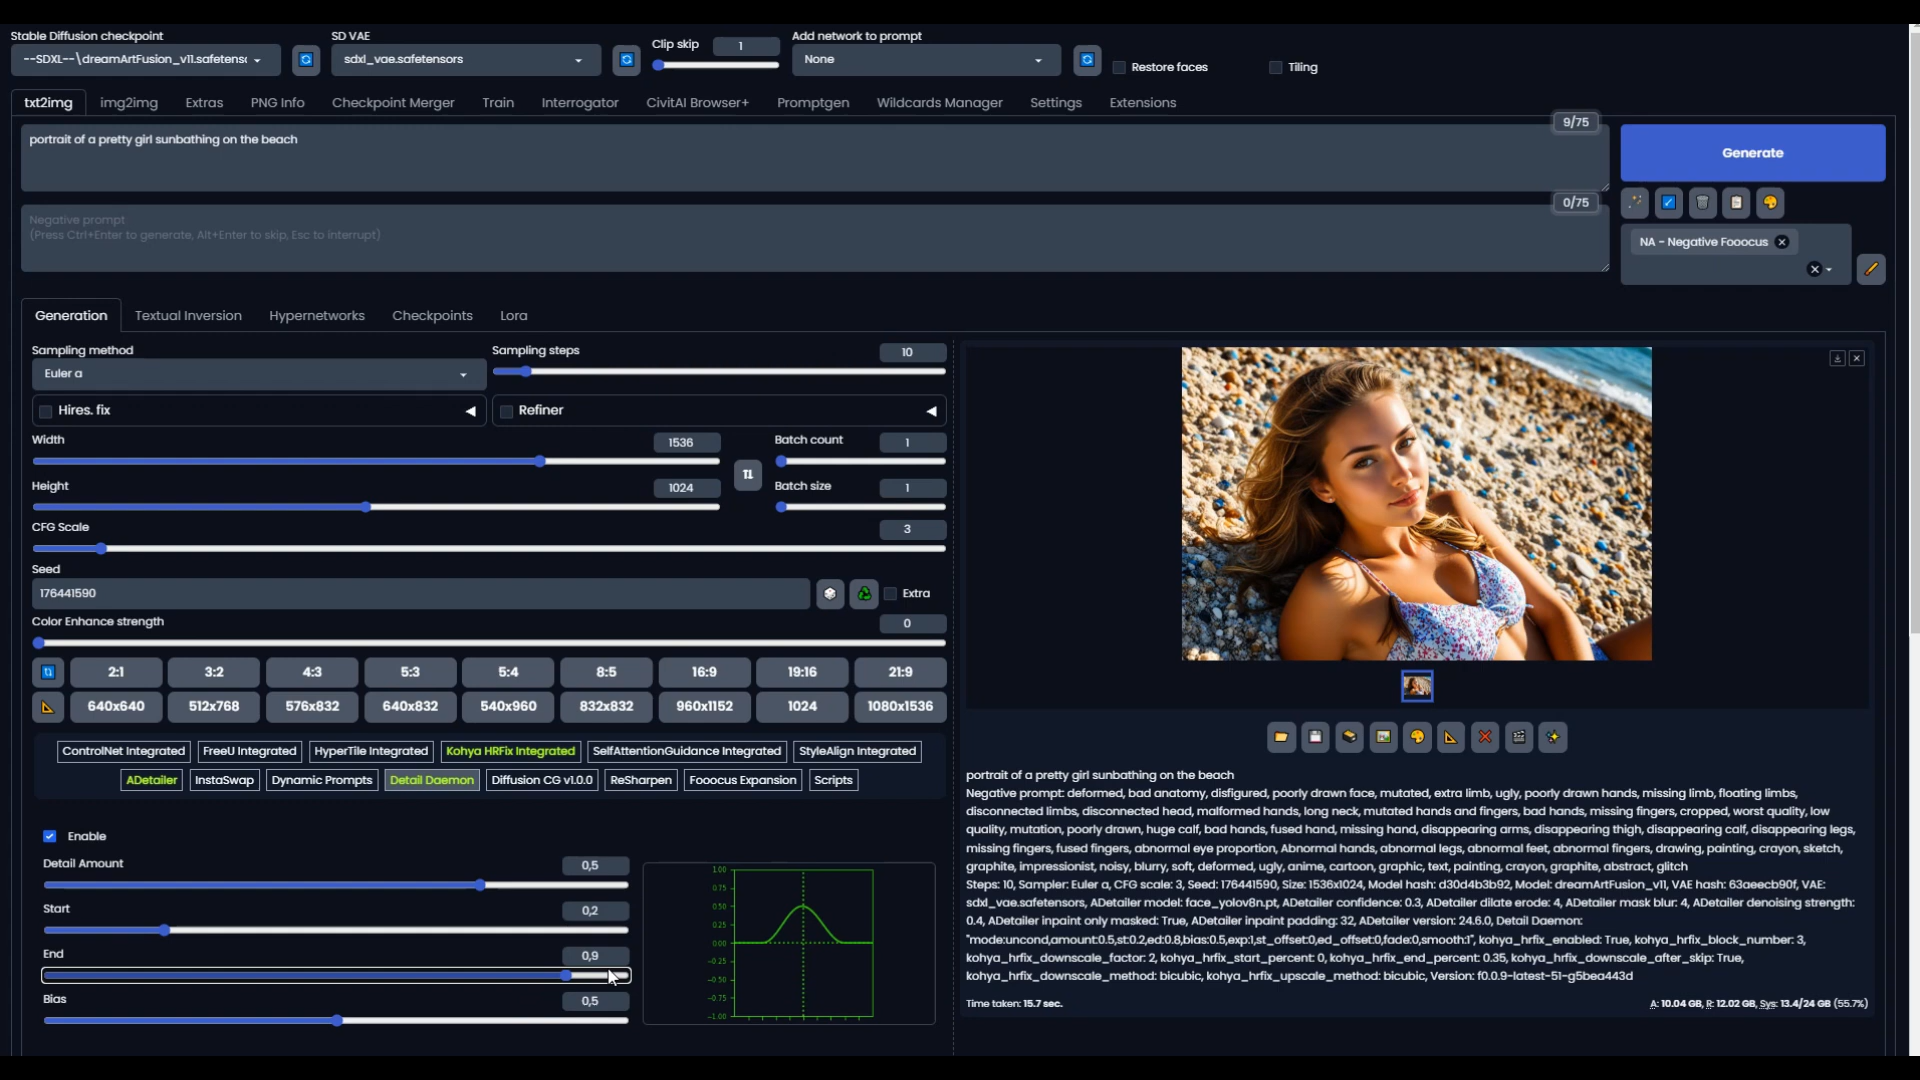 Stable Diffusion checkpoint
SD VAE
Clip skip
1
Add network to prompt
--SDXL--\dreamArtFusion_v11.safetens
sdxl_vae.safetensors
None
Restore faces
Tiling
txt2img
img2img
Extras
PNG Info
Checkpoint Merger
Train
Interrogator
CivitAI Browser+
Promptgen
Wildcards Manager
Settings
Extensions
9/75
portrait of a pretty girl sunbathing on the beach
Generate
0/75
Negative prompt
(Press Ctrl+Enter to generate, Alt+Enter to skip, Esc to interrupt)
NA - Negative Fooocus
Generation
Textual Inversion
Hypernetworks
Checkpoints
Lora
Sampling method
Sampling steps
10
Euler a
Hires. fix
Refiner
Width
1536
Batch count
1
Height
1024
Batch size
1
CFG Scale
3
Seed
176441590
Extra
Color Enhance strength
0
2:1
3:2
4:3
5:3
5:4
8:5
16:9
19:16
21:9
640x640
512x768
576x832
640x832
540x960
832x832
960x1152
1024
1080x1536
ControlNet Integrated
FreeU Integrated
HyperTile Integrated
Kohya HRFix Integrated
SelfAttentionGuidance Integrated
StyleAlign Integrated
ADetailer
InstaSwap
Dynamic Prompts
Detail Daemon
Diffusion CG v1.0.0
ReSharpen
Fooocus Expansion
Scripts
Enable
Detail Amount
0,5
Start
0,2
End
0,9
Bias
0,5
1.00
0.75
0.50
0.25
0.00
−0.25
−0.50
−0.75
−1.00
portrait of a pretty girl sunbathing on the beach
Negative prompt: deformed, bad anatomy, disfigured, poorly drawn face, mutated, extra limb, ugly, poorly drawn hands, missing limb, floating limbs,
disconnected limbs, disconnected head, malformed hands, long neck, mutated hands and fingers, bad hands, missing fingers, cropped, worst quality, low
quality, mutation, poorly drawn, huge calf, bad hands, fused hand, missing hand, disappearing arms, disappearing thigh, disappearing calf, disappearing legs,
missing fingers, fused fingers, abnormal eye proportion, Abnormal hands, abnormal legs, abnormal feet, abnormal fingers, drawing, painting, crayon, sketch,
graphite, impressionist, noisy, blurry, soft, deformed, ugly, anime, cartoon, graphic, text, painting, crayon, graphite, abstract, glitch
Steps: 10, Sampler: Euler a, CFG scale: 3, Seed: 176441590, Size: 1536x1024, Model hash: d30d4b3b92, Model: dreamArtFusion_v11, VAE hash: 63aeecb90f, VAE:
sdxl_vae.safetensors, ADetailer model: face_yolov8n.pt, ADetailer confidence: 0.3, ADetailer dilate erode: 4, ADetailer mask blur: 4, ADetailer denoising strength:
0.4, ADetailer inpaint only masked: True, ADetailer inpaint padding: 32, ADetailer version: 24.6.0, Detail Daemon:
"mode:uncond,amount:0.5,st:0.2,ed:0.8,bias:0.5,exp:1,st_offset:0,ed_offset:0,fade:0,smooth:1", kohya_hrfix_enabled: True, kohya_hrfix_block_number: 3,
kohya_hrfix_downscale_factor: 2, kohya_hrfix_start_percent: 0, kohya_hrfix_end_percent: 0.35, kohya_hrfix_downscale_after_skip: True,
kohya_hrfix_downscale_method: bicubic, kohya_hrfix_upscale_method: bicubic, Version: f0.0.9-latest-51-g5bea443d
Time taken: 15.7 sec.
A: 10.04 GB, R: 12.02 GB, Sys: 13.4/24 GB (55.7%)